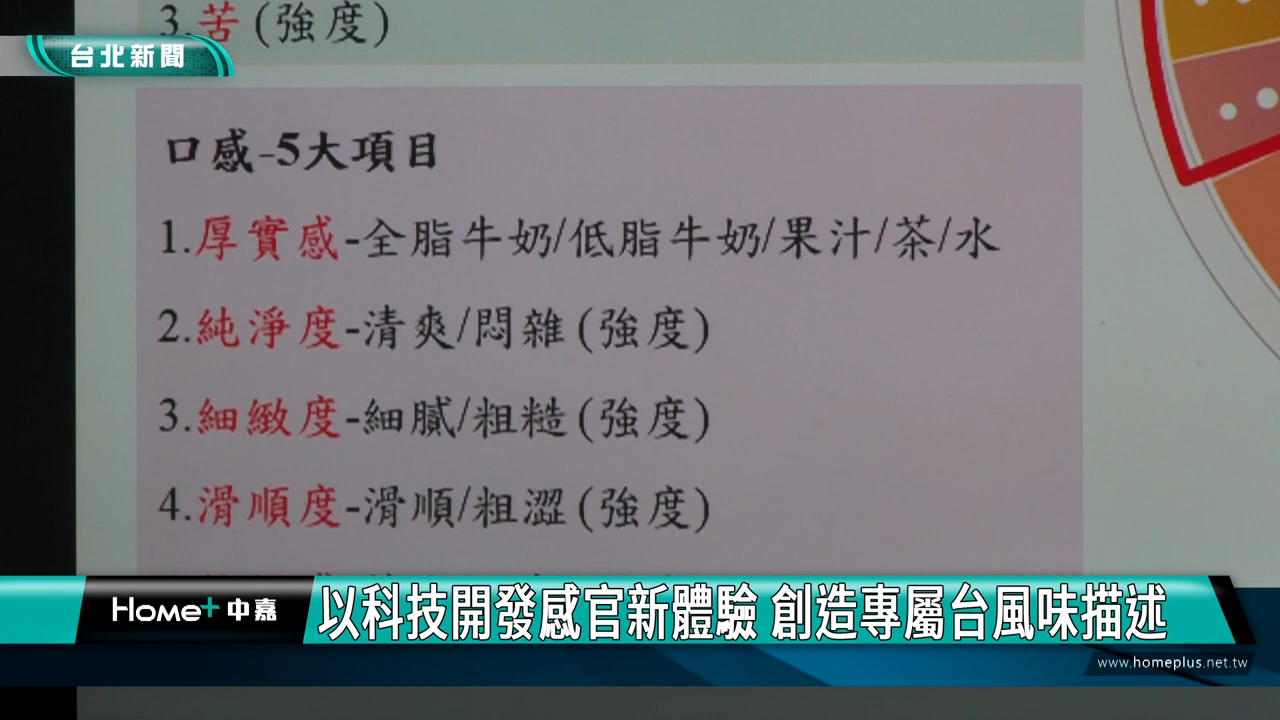 3.苦(強度)
台北新聞
口感-5大項目
1.厚實感-全脂牛奶/低脂牛奶/果汁/茶/水
2.純淨度-清爽/悶雜(強度)
3.細緻度-細膩/粗糙(強度)
4.滑順度-滑順/粗澀(強度)
Home+中嘉
以科技開發感官新體驗 創造專屬台風味描述
www.homeplus.net.tw